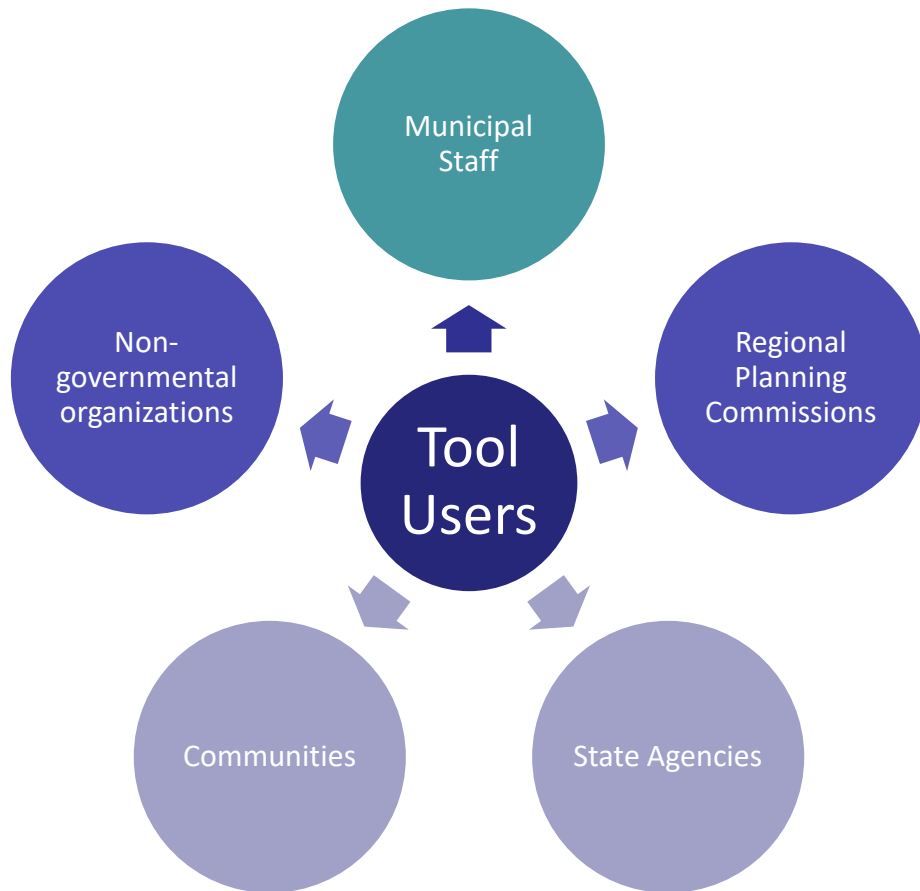 Municipal
Staff
Non-
governmental
organizations
Regional
Planning
Commissions
Tool
Users
Communities
State Agencies